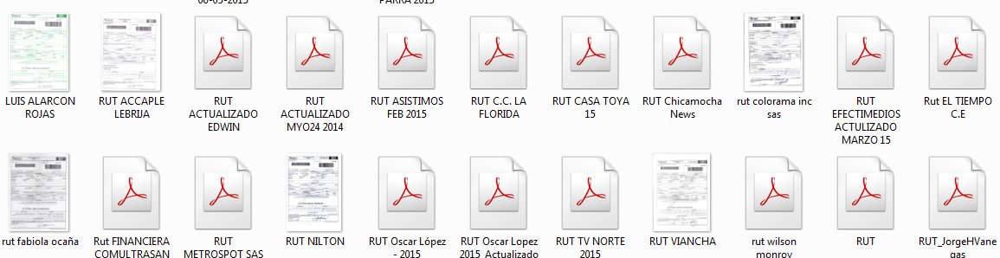 06-05-2015
PARRA 2015
LUIS ALARCON
ROJAS
RUT ACCAPLE
LEBRIJA
RUT
ACTUALIZADO
EDWIN
RUT
ACTUALIZADO
MYO24 2014
RUT ASISTIMOS
FEB 2015
RUT C.C. LA
FLORIDA
RUT CASA TOYA
15
RUT Chicamocha
News
rut colorama inc
sas
RUT
EFECTIMEDIOS
ACTULIZADO
MARZO 15
Rut EL TIEMPO
C.E
rut fabiola ocaña
Rut FINANCIERA
COMULTRASAN
RUT
METROSPOT SAS
RUT NILTON
RUT Oscar López
- 2015
RUT Oscar Lopez
2015_Actualizado
RUT TV NORTE
2015
RUT VIANCHA
rut wilson
monroy
RUT
RUT_JorgeHVane
gas